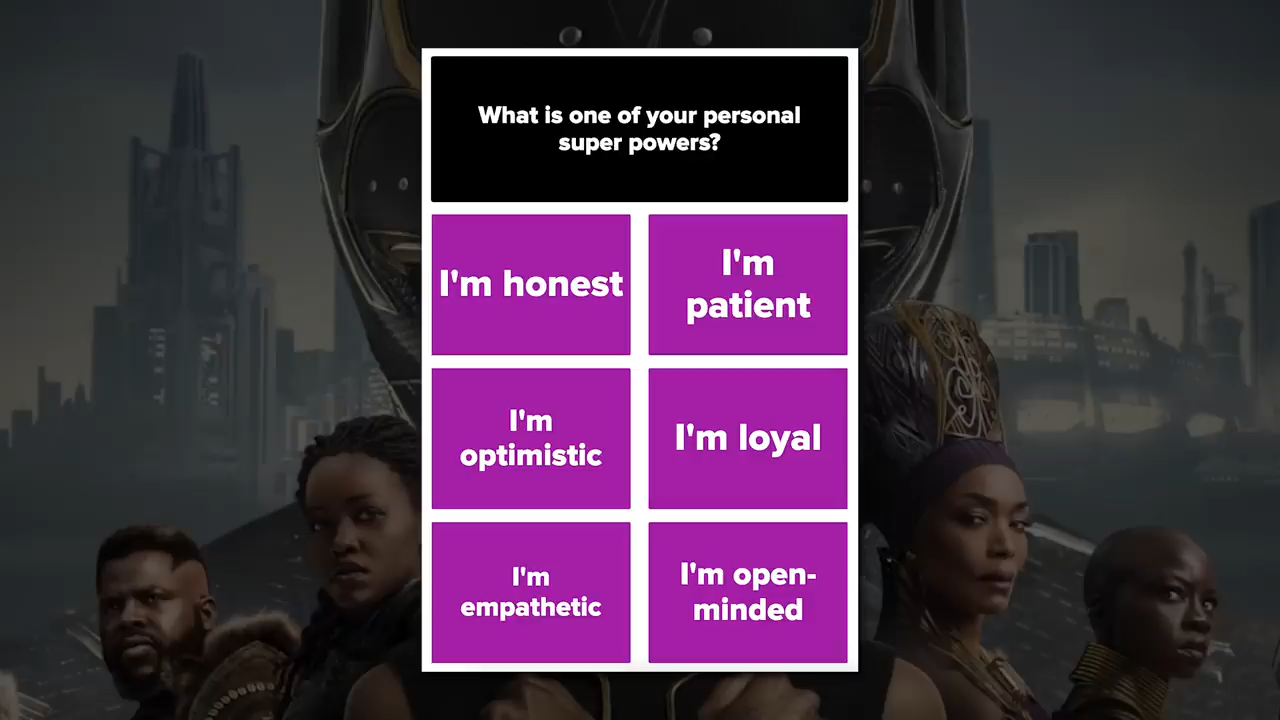 What is one of your personal
super powers?
I'm honest
I'm
patient
I'm
optimistic
I'm loyal
I'm
empathetic
I'm open-
minded